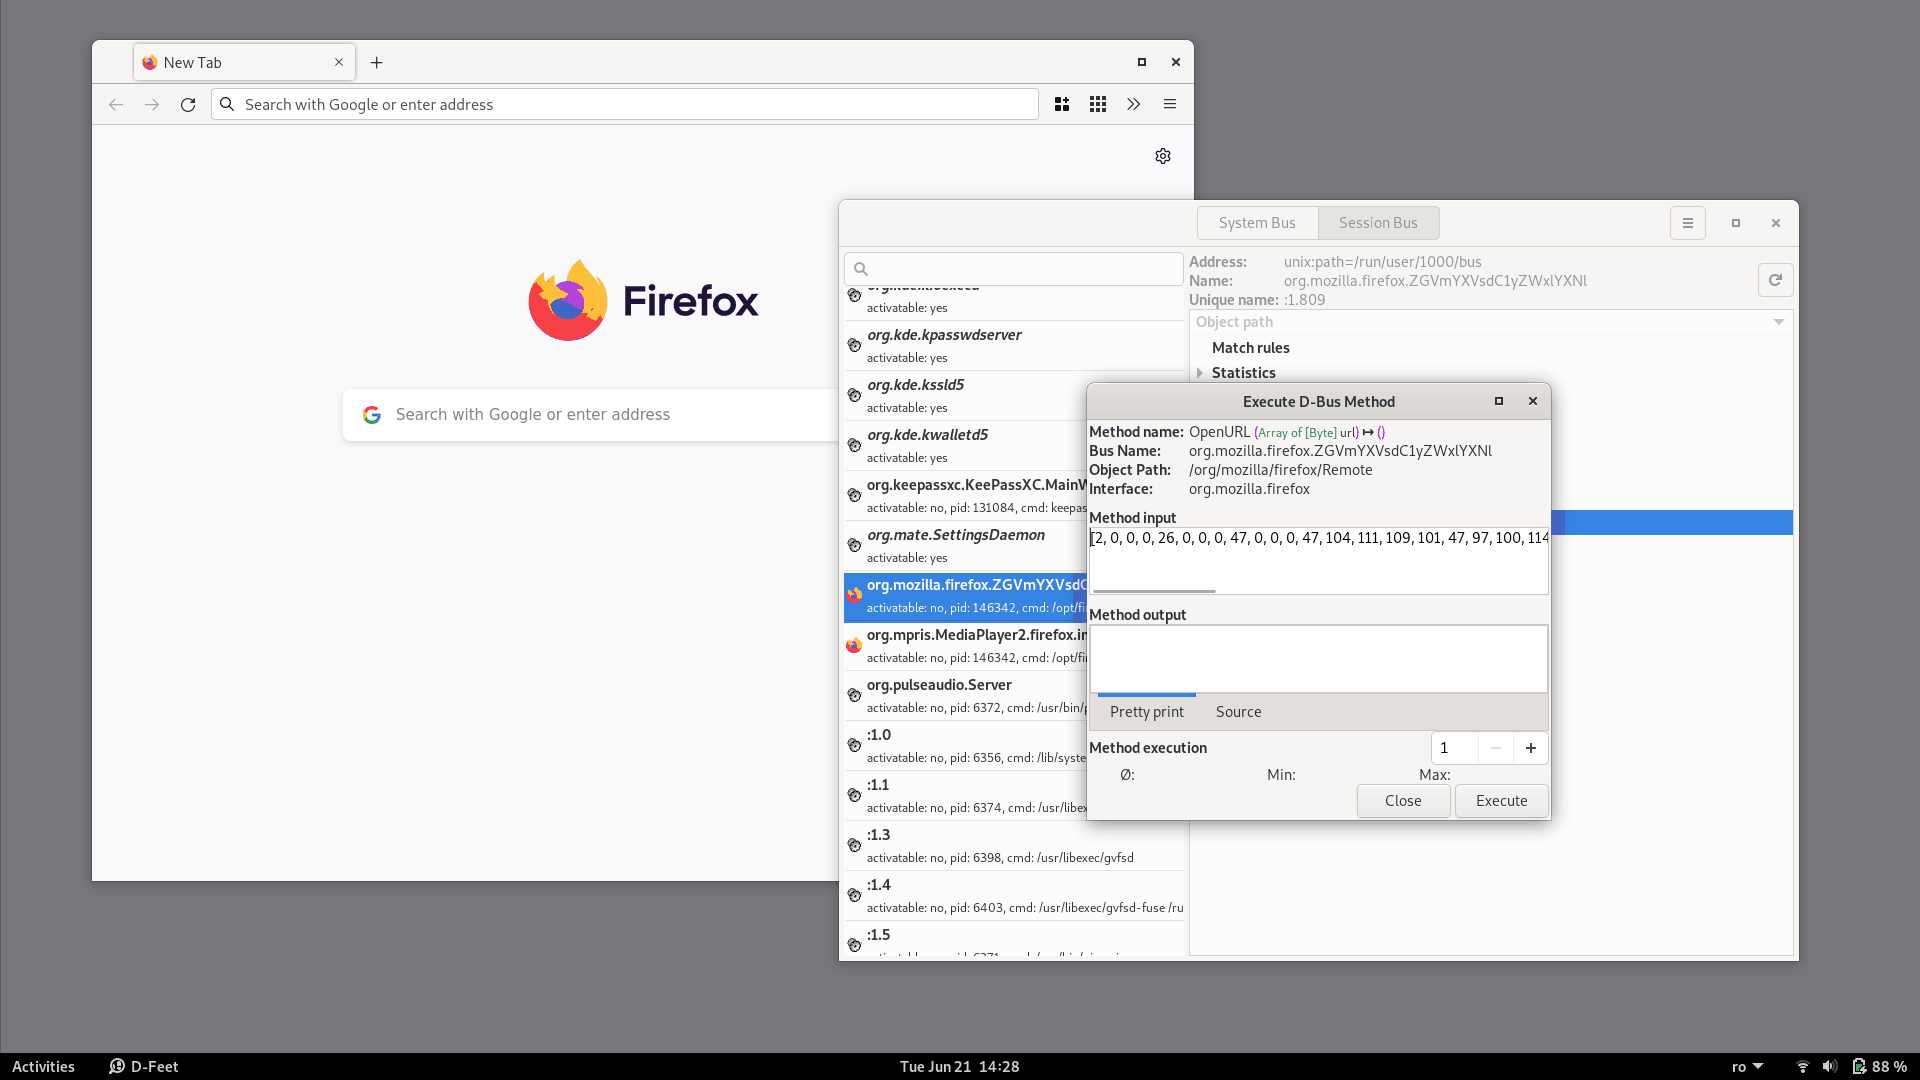 New Tab
Search with Google or enter address
Firefox
Search with Google or enter address
System Bus
Session Bus
Address: unix:path=/run/user/1000/bus
Name: org.mozilla.firefox.ZGVmYXVsdC1yZWxlYXNl
Unique name: :1.809
Object path
Match rules
Statistics
activatable: yes
org.kde.kpasswdserver
activatable: yes
org.kde.kssld5
activatable: yes
org.kde.kwalletd5
activatable: yes
org.keepassxc.KeePassXC.MainW
activatable: no, pid: 131084, cmd: keepas
org.mate.SettingsDaemon
activatable: yes
org.mozilla.firefox.ZGVmYXVsdC
activatable: no, pid: 146342, cmd: /opt/fi
org.mpris.MediaPlayer2.firefox.in
activatable: no, pid: 146342, cmd: /opt/fi
org.pulseaudio.Server
activatable: no, pid: 6372, cmd: /usr/bin/p
:1.0
activatable: no, pid: 6356, cmd: /lib/syste
:1.1
activatable: no, pid: 6374, cmd: /usr/libex
:1.3
activatable: no, pid: 6398, cmd: /usr/libexec/gvfsd
:1.4
activatable: no, pid: 6403, cmd: /usr/libexec/gvfsd-fuse /ru
:1.5
Execute D-Bus Method
Method name: OpenURL (Array of [Byte] url) ↦ ()
Bus Name: org.mozilla.firefox.ZGVmYXVsdC1yZWxlYXNl
Object Path: /org/mozilla/firefox/Remote
Interface: org.mozilla.firefox
Method input
[2, 0, 0, 0, 26, 0, 0, 0, 47, 0, 0, 0, 47, 104, 111, 109, 101, 47, 97, 100, 114
Method output
Pretty print
Source
Method execution
1
Ø: Min: Max:
Close
Execute
Activities
D-Feet
Tue Jun 21 14:28
ro
88 %